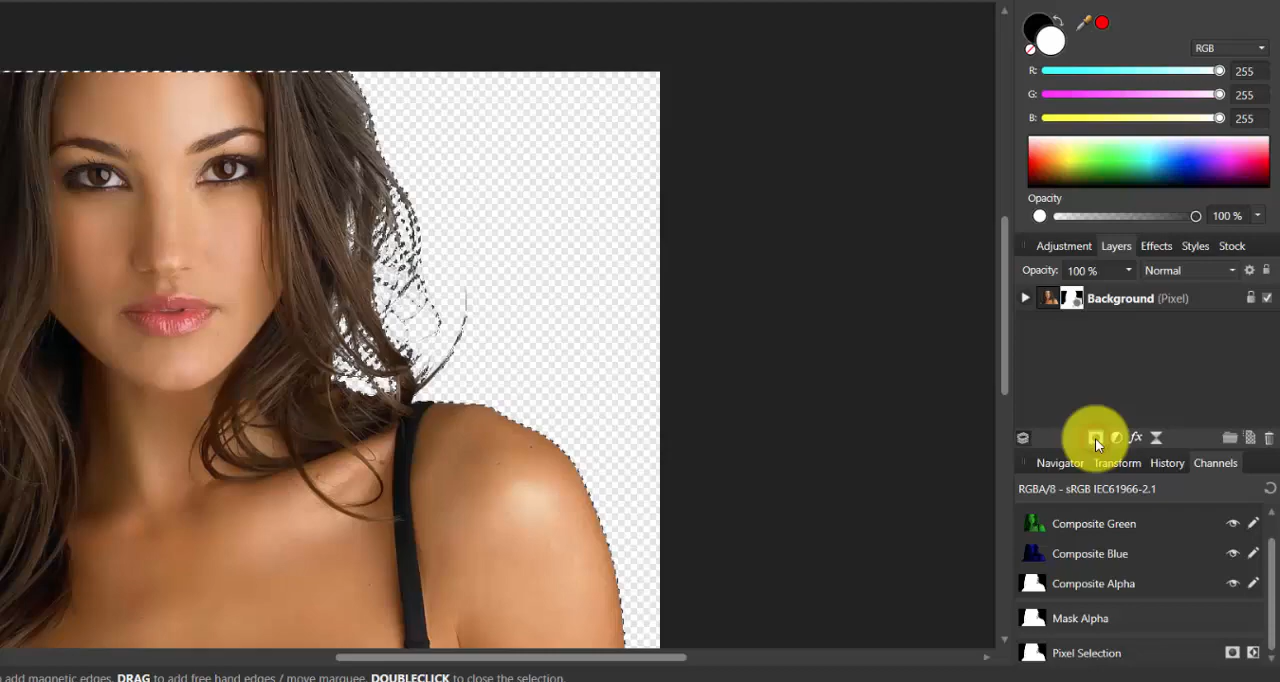 RGB
R: 255
G: 255
B: 255
Opacity
100 %
Adjustment Layers Effects Styles Stock
Opacity: 100 % Normal
Background (Pixel)
fx
Navigator Transform History Channels
RGBA/8 - sRGB IEC61966-2.1
Composite Green
Composite Blue
Composite Alpha
Mask Alpha
Pixel Selection
to add magnetic edges. DRAG to add free hand edges / move marquee. DOUBLECLICK to close the selection.